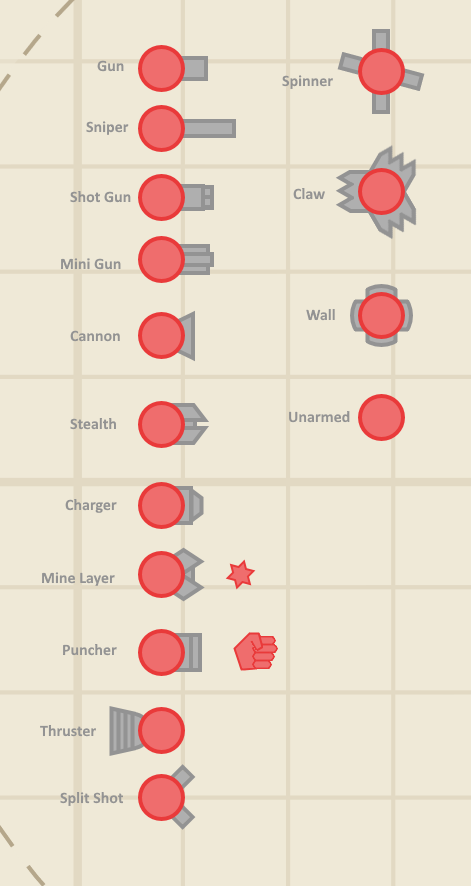 Gun
Sniper
Shot Gun
Mini Gun
Cannon
Stealth
Charger
Mine Layer
Puncher
Thruster
Split Shot
Spinner
Claw
Wall
Unarmed